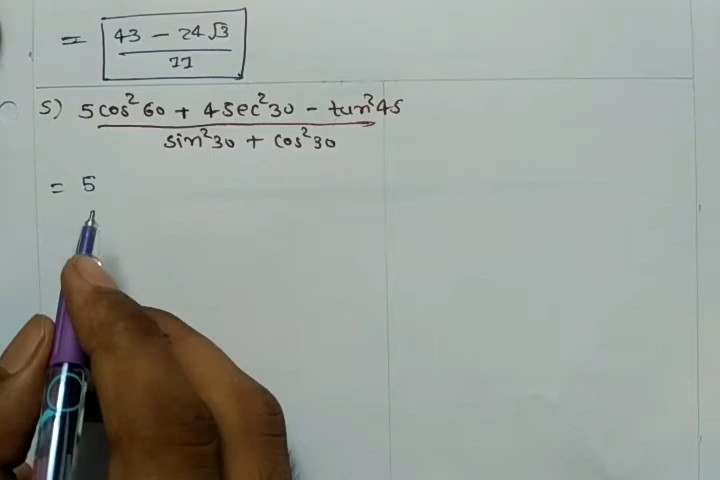 = 43 - 24√3
11
5) 5cos²60 + 4sec²30 - tan²45
sin²30 + cos²30
= 5